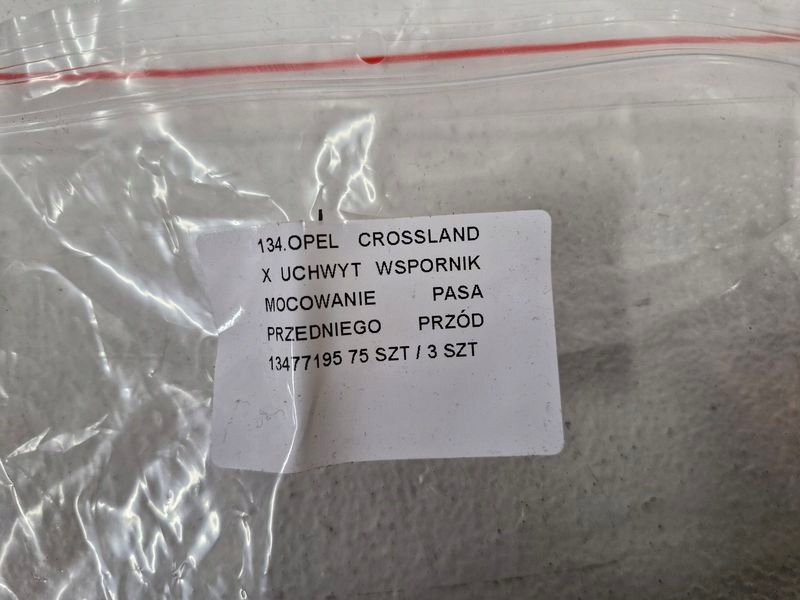 134.OPEL CROSSLAND
X UCHWYT WSPORNIK
MOCOWANIE PASA
PRZEDNIEGO PRZÓD
13477195 75 SZT / 3 SZT